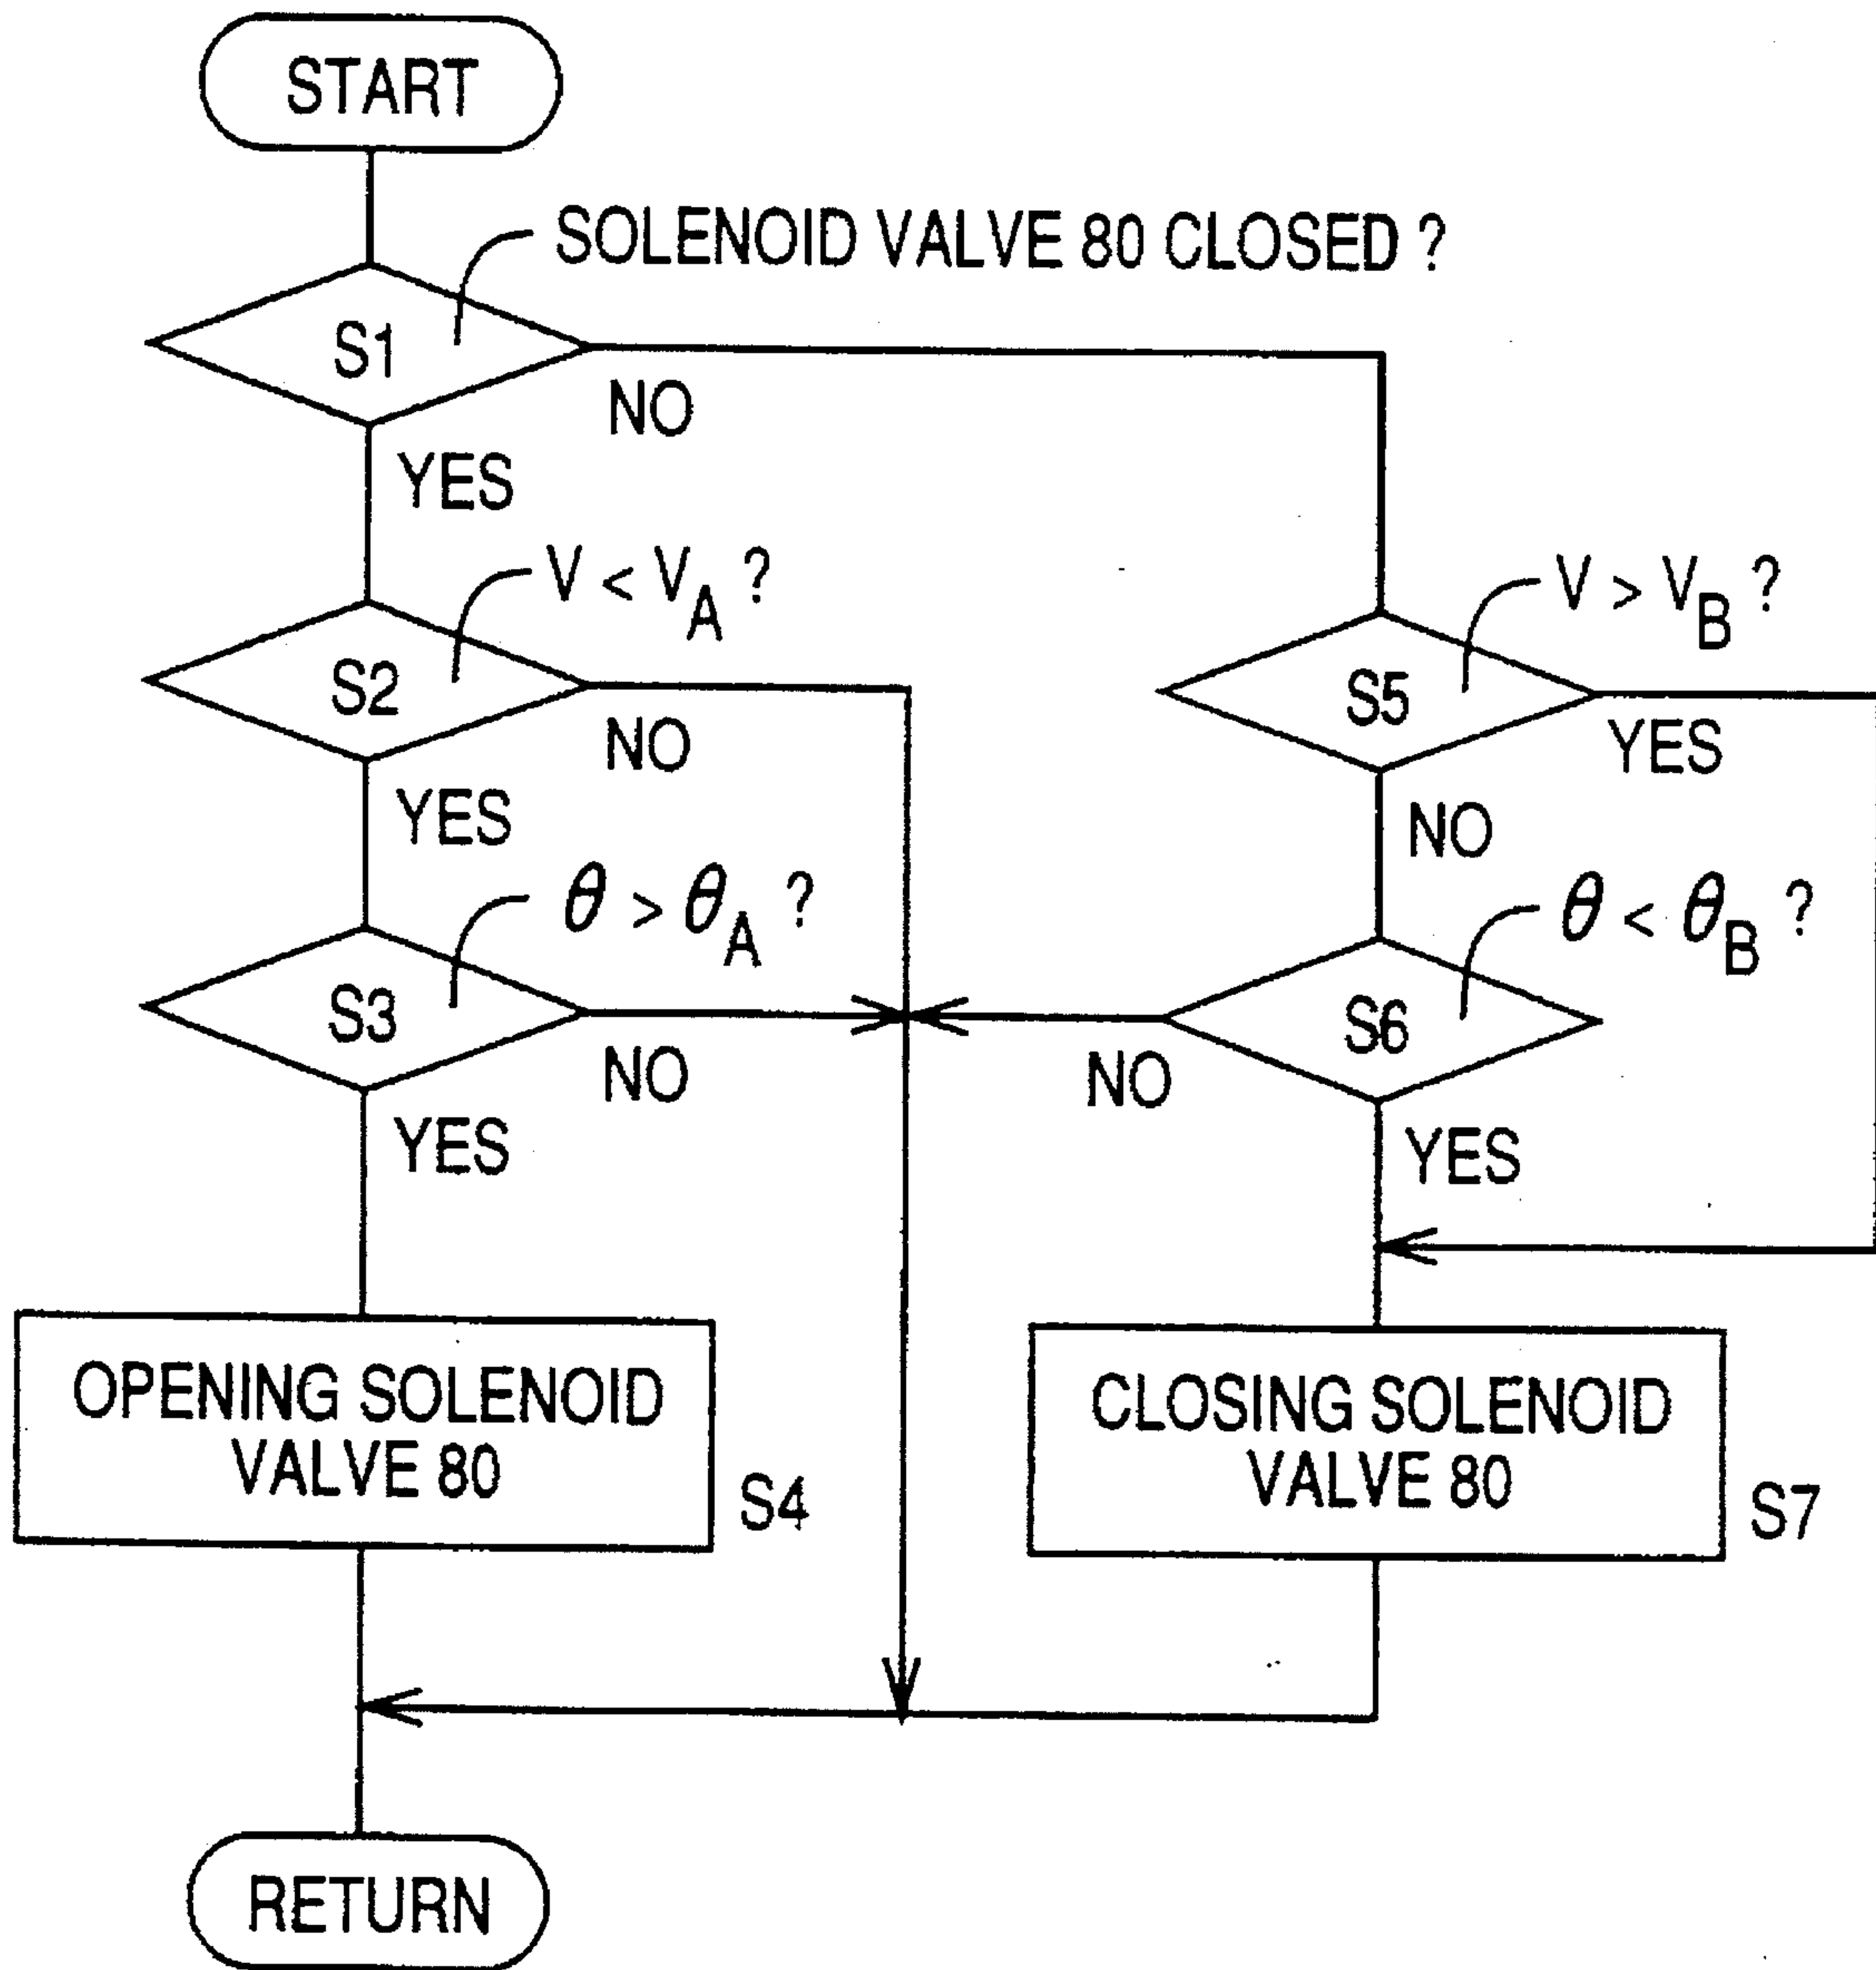 START
SOLENOID VALVE 80 CLOSED ?
S1
NO
YES
V < VA ?
S2
NO
YES
θ > θA ?
S3
NO
YES
OPENING SOLENOID
VALVE 80
S4
V > VB ?
S5
YES
NO
θ < θB ?
S6
NO
YES
CLOSING SOLENOID
VALVE 80
S7
RETURN